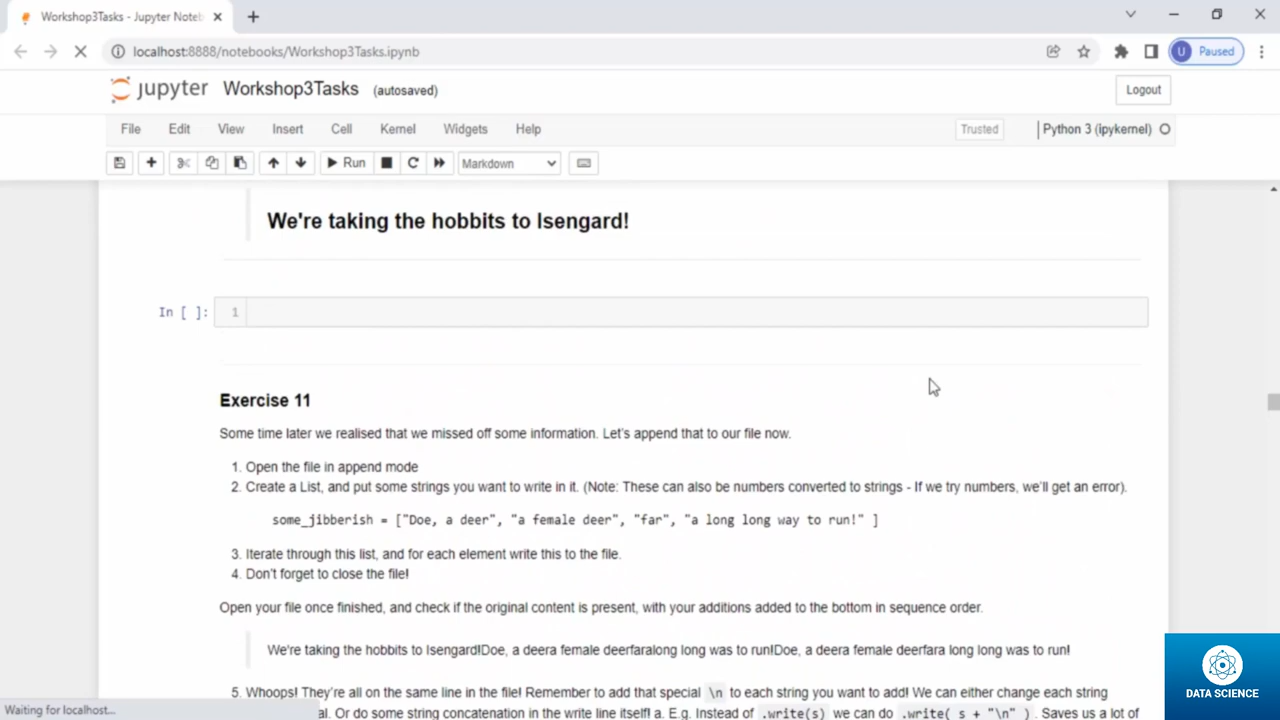 Workshop3Tasks - Jupyter Noteb
localhost:8888/notebooks/Workshop3Tasks.ipynb
Paused
U
jupyter Workshop3Tasks (autosaved)
Logout
File Edit View Insert Cell Kernel Widgets Help
Trusted
Python 3 (ipykernel)
Run
Markdown
We're taking the hobbits to Isengard!
In [ ]: 1
Exercise 11
Some time later we realised that we missed off some information. Let's append that to our file now.
1. Open the file in append mode
2. Create a List, and put some strings you want to write in it. (Note: These can also be numbers converted to strings - If we try numbers, we'll get an error).
some_jibberish = ["Doe, a deer", "a female deer", "far", "a long long way to run!" ]
3. Iterate through this list, and for each element write this to the file.
4. Don't forget to close the file!
Open your file once finished, and check if the original content is present, with your additions added to the bottom in sequence order.
We're taking the hobbits to Isengard!Doe, a deera female deerfaralong long was to run!Doe, a deera female deerfara long long was to run!
5. Whoops! They're all on the same line in the file! Remember to add that special \n to each string you want to add! We can either change each string
al. Or do some string concatenation in the write line itself! a. E.g. Instead of .write(s) we can do .write( s + "\n" ) . Saves us a lot of
Waiting for localhost...
DATA SCIENCE